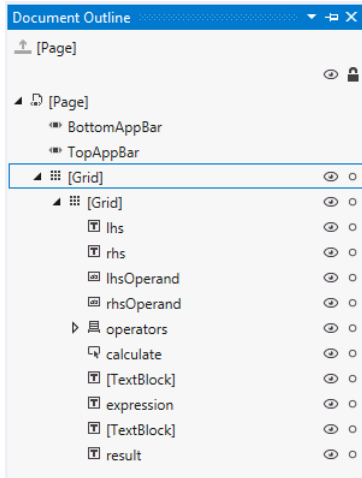 Document Outline
[Page]
[Page]
BottomAppBar
TopAppBar
[Grid]
[Grid]
lhs
rhs
lhsOperand
rhsOperand
operators
calculate
[TextBlock]
expression
[TextBlock]
result